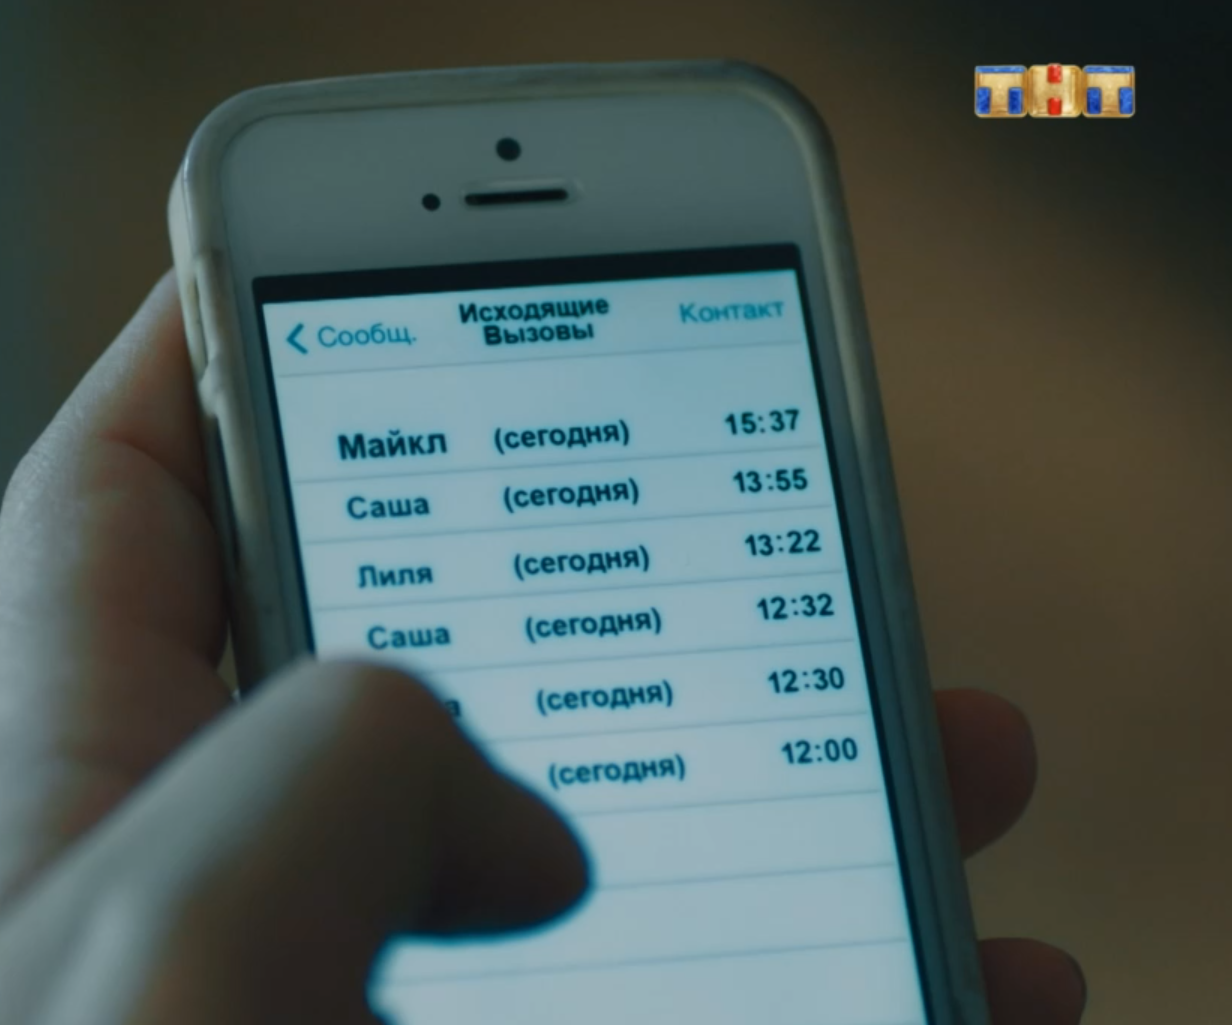 ТНТ
Исходящие
Вызовы
Сообщ.
Контакт
Майкл (сегодня) 15:37
Саша (сегодня) 13:55
Лиля (сегодня) 13:22
Саша (сегодня) 12:32
(сегодня) 12:30
(сегодня) 12:00